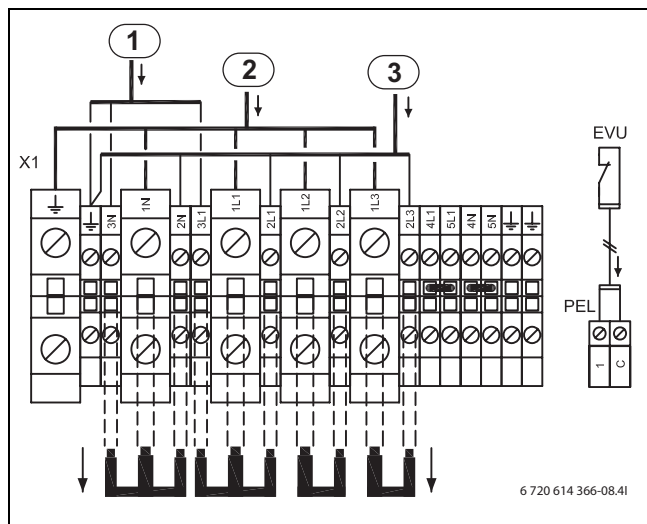 1
2
3
EVU
X1
3N
1N
2N
3L1
1L1
2L1
1L2
2L2
1L3
2L3
4L1
5L1
4N
5N
PEL
1
C
6 720 614 366-08.4I